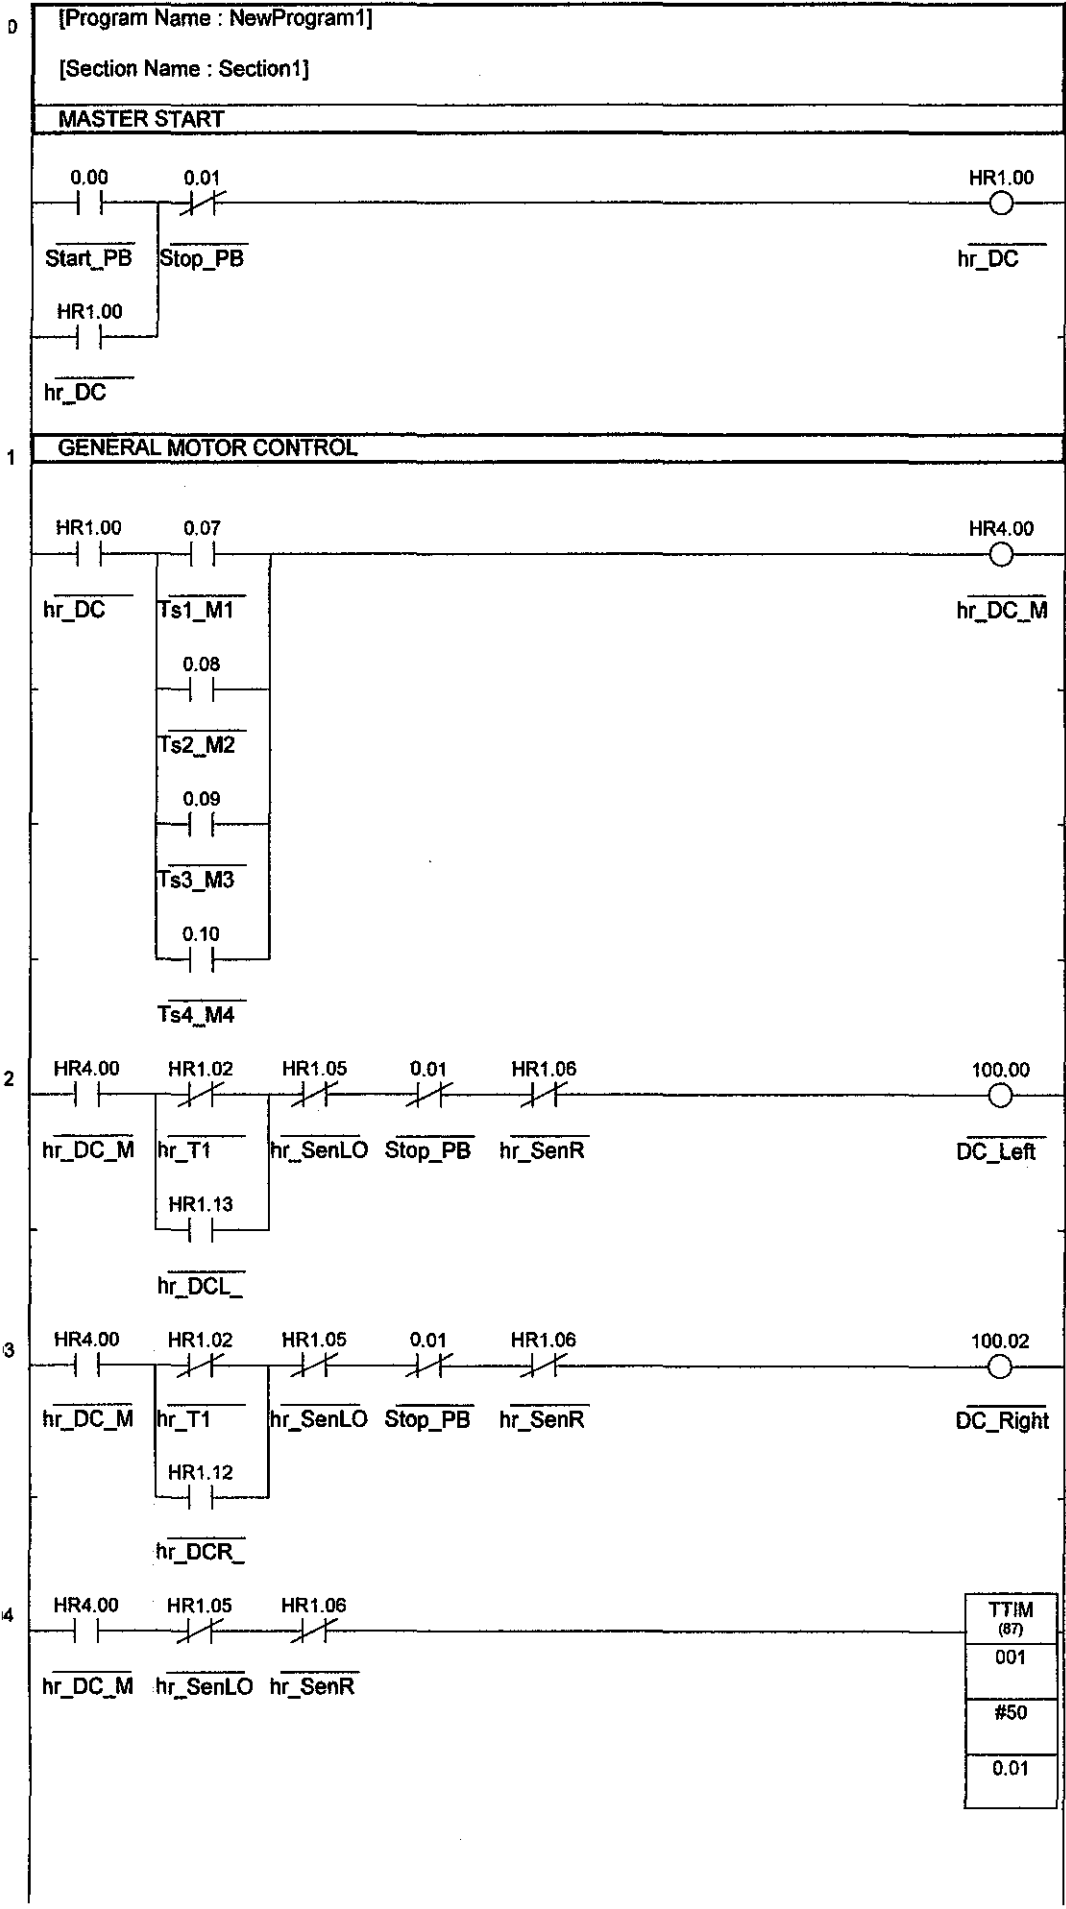 0
[Program Name : NewProgram1]
[Section Name : Section1]
MASTER START
0.00 0.01 HR1.00
Start_PB Stop_PB hr_DC
HR1.00
hr_DC
1
GENERAL MOTOR CONTROL
HR1.00 0.07 HR4.00
hr_DC Ts1_M1 hr_DC_M
0.08
Ts2_M2
0.09
Ts3_M3
0.10
Ts4_M4
2
HR4.00 HR1.02 HR1.05 0.01 HR1.06 100.00
hr_DC_M hr_T1 hr_SenLO Stop_PB hr_SenR DC_Left
HR1.13
hr_DCL_
3
HR4.00 HR1.02 HR1.05 0.01 HR1.06 100.02
hr_DC_M hr_T1 hr_SenLO Stop_PB hr_SenR DC_Right
HR1.12
hr_DCR_
4
HR4.00 HR1.05 HR1.06 TTIM
(87)
001
hr_DC_M hr_SenLO hr_SenR
#50
0.01